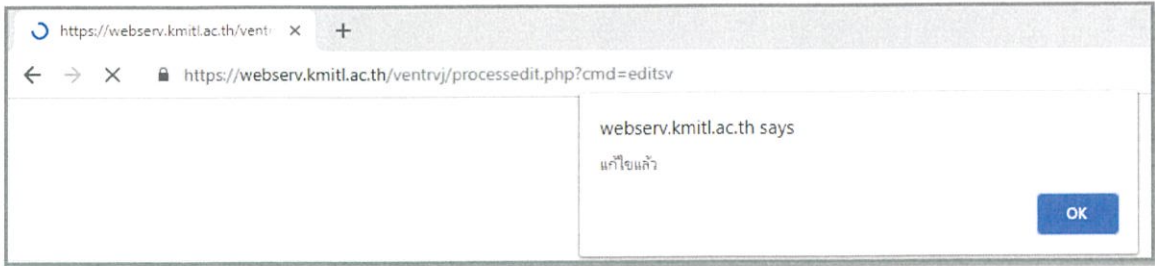 https://webserv.kmitl.ac.th/ventr
https://webserv.kmitl.ac.th/ventrvj/processedit.php?cmd=editsv
webserv.kmitl.ac.th says
แก้ไขแล้ว
OK